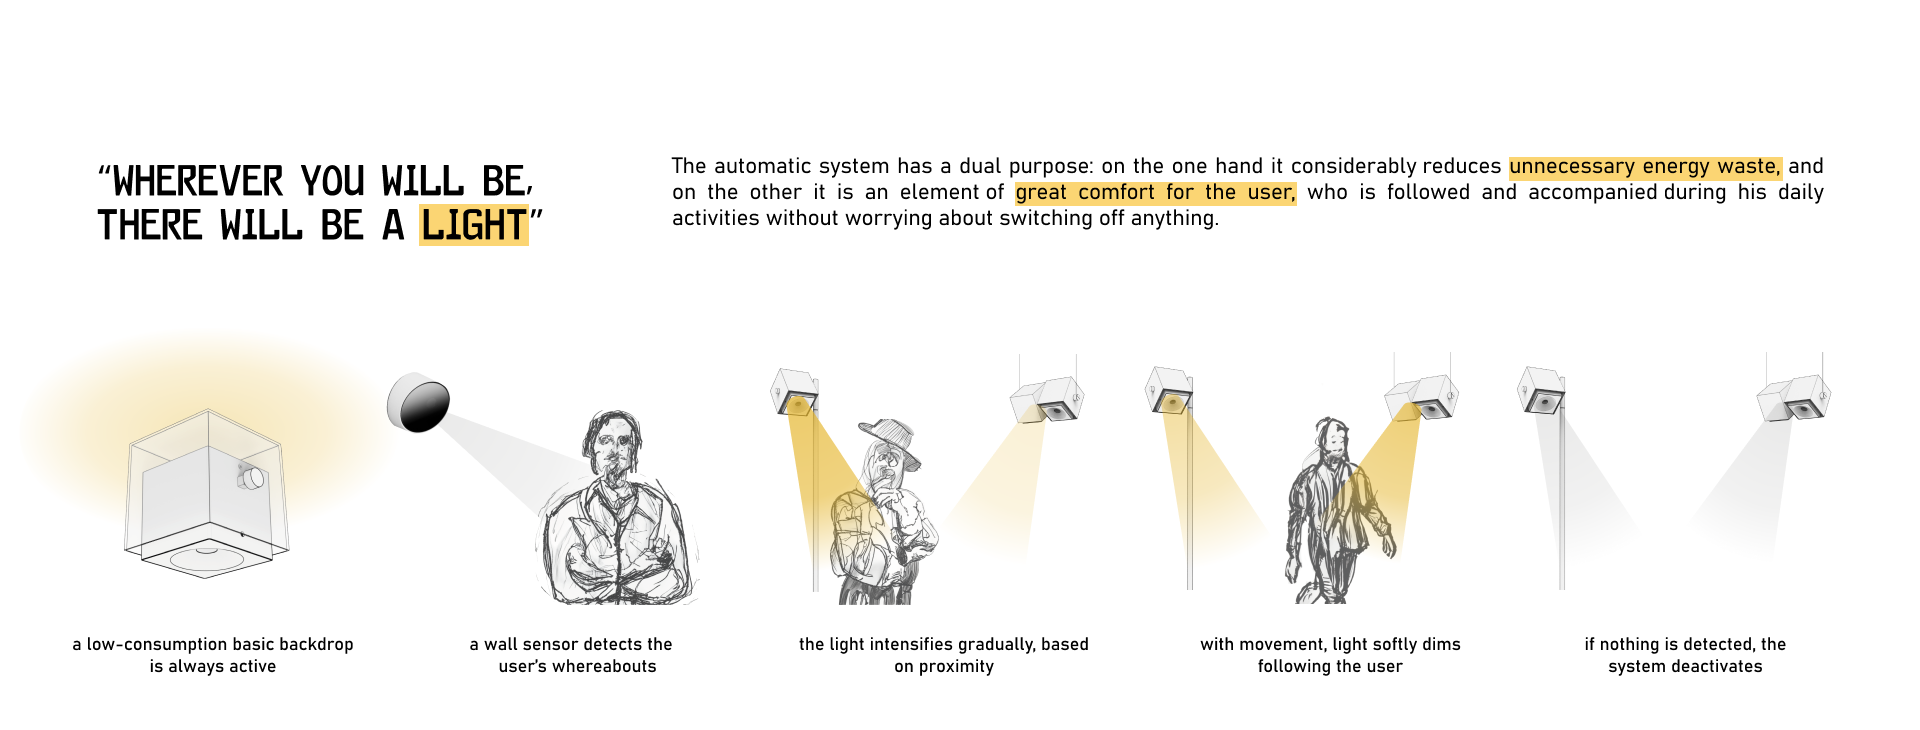 “WHEREVER YOU WILL BE,
THERE WILL BE A LIGHT”
The automatic system has a dual purpose: on the one hand it considerably reduces unnecessary energy waste, and
on the other it is an element of great comfort for the user, who is followed and accompanied during his daily
activities without worrying about switching off anything.
a low-consumption basic backdrop
is always active
a wall sensor detects the
user’s whereabouts
the light intensifies gradually, based
on proximity
with movement, light softly dims
following the user
if nothing is detected, the
system deactivates